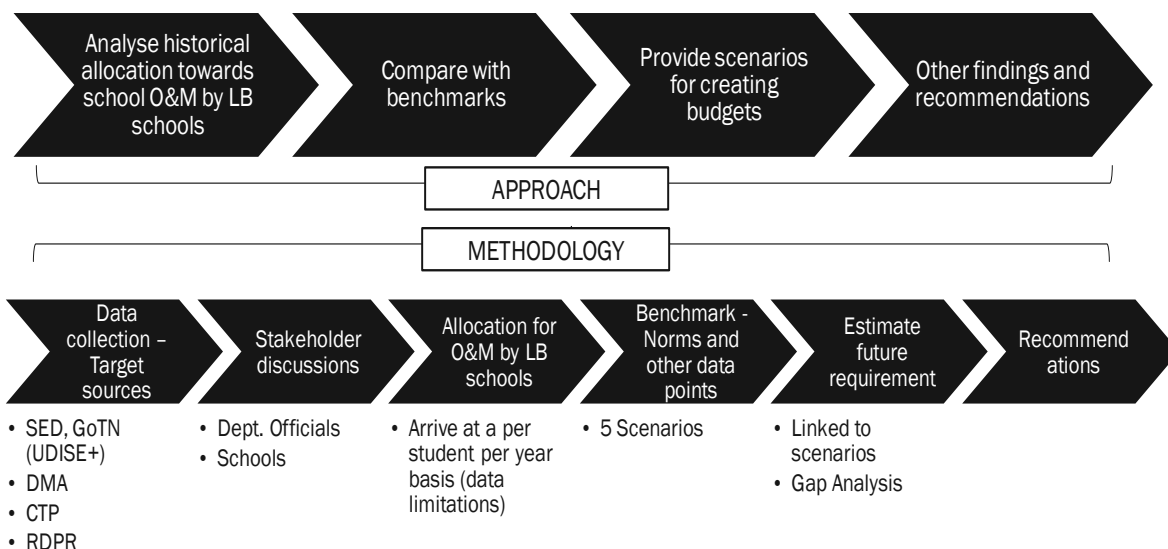 Analyse historical
allocation towards
school O&M by LB
schools
Compare with
benchmarks
Provide scenarios
for creating
budgets
Other findings and
recommendations
APPROACH
METHODOLOGY
Data
collection –
Target
sources
Stakeholder
discussions
Allocation for
O&M by LB
schools
Benchmark -
Norms and
other data
points
Estimate
future
requirement
Recommend
ations
• SED, GoTN
(UDISE+)
• DMA
• CTP
• RDPR
• Dept. Officials
• Schools
• Arrive at a per
student per year
basis (data
limitations)
• 5 Scenarios
• Linked to
scenarios
• Gap Analysis